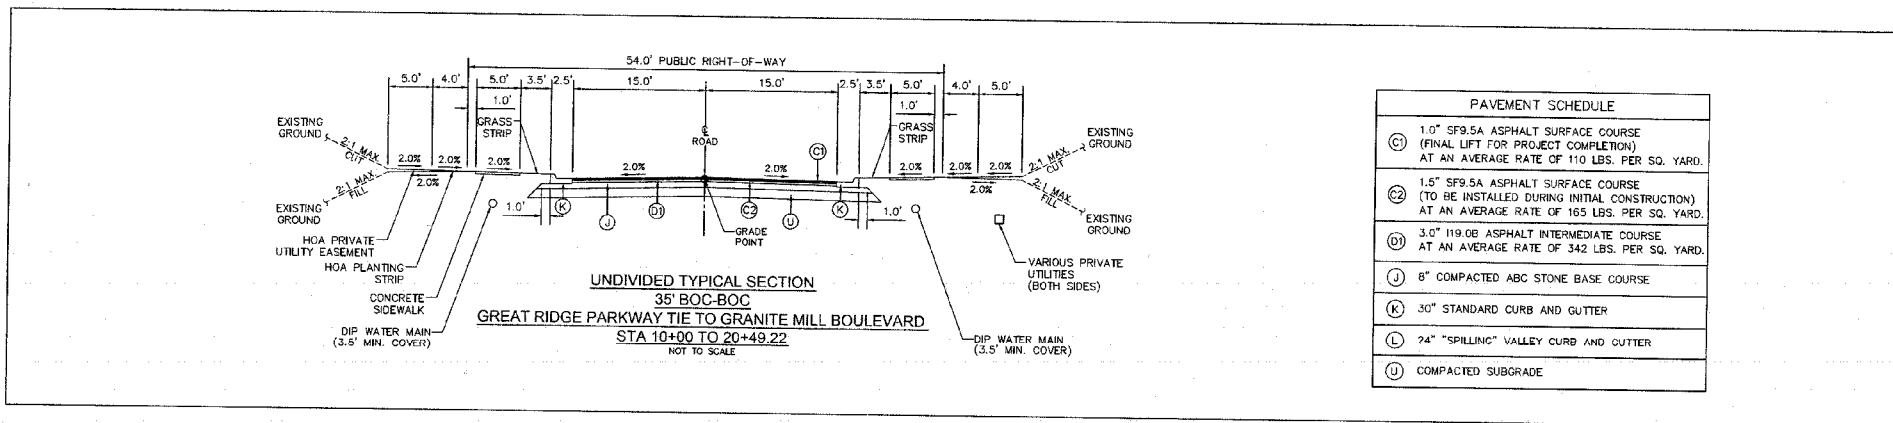 54.0' PUBLIC RIGHT-OF-WAY
5.0' 4.0' 5.0' 3.5' 2.5' 15.0' 15.0' 2.5' 3.5' 5.0' 4.0' 5.0'
1.0' 1.0'
EXISTING
GROUND
GRASS
STRIP
℄
ROAD
C1
GRASS
STRIP
EXISTING
GROUND
2:1 MAX.
CUT
2.0% 2.0% 2.0% 2.0% 2.0% 2.0% 2.0% 2.0%
2:1 MAX.
CUT
2:1 MAX.
FILL
2.0%
2.0%
2:1 MAX.
FILL
EXISTING
GROUND
1.0' K J D1 C2 U K 1.0'
EXISTING
GROUND
GRADE
POINT
HOA PRIVATE
UTILITY EASEMENT
HOA PLANTING
STRIP
CONCRETE
SIDEWALK
DIP WATER MAIN
(3.5' MIN. COVER)
VARIOUS PRIVATE
UTILITIES
(BOTH SIDES)
DIP WATER MAIN
(3.5' MIN. COVER)
UNDIVIDED TYPICAL SECTION
35' BOC-BOC
GREAT RIDGE PARKWAY TIE TO GRANITE MILL BOULEVARD
STA 10+00 TO 20+49.22
NOT TO SCALE
PAVEMENT SCHEDULE
C1 1.0" SF9.5A ASPHALT SURFACE COURSE
(FINAL LIFT FOR PROJECT COMPLETION)
AT AN AVERAGE RATE OF 110 LBS. PER SQ. YARD.
C2 1.5" SF9.5A ASPHALT SURFACE COURSE
(TO BE INSTALLED DURING INITIAL CONSTRUCTION)
AT AN AVERAGE RATE OF 165 LBS. PER SQ. YARD.
D1 3.0" I19.0B ASPHALT INTERMEDIATE COURSE
AT AN AVERAGE RATE OF 342 LBS. PER SQ. YARD.
J 8" COMPACTED ABC STONE BASE COURSE
K 30" STANDARD CURB AND GUTTER
L 24" "SPILLING" VALLEY CURB AND GUTTER
U COMPACTED SUBGRADE